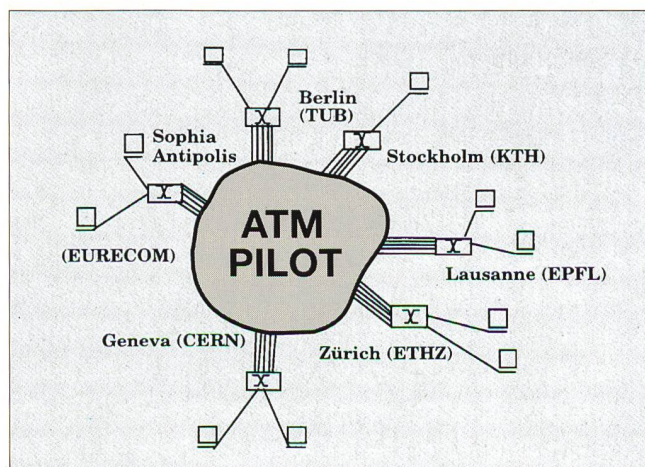 Berlin
(TUB)
Sophia
Antipolis
Stockholm (KTH)
ATM
PILOT
(EURECOM)
Lausanne (EPFL)
Geneva (CERN)
Zürich (ETHZ)